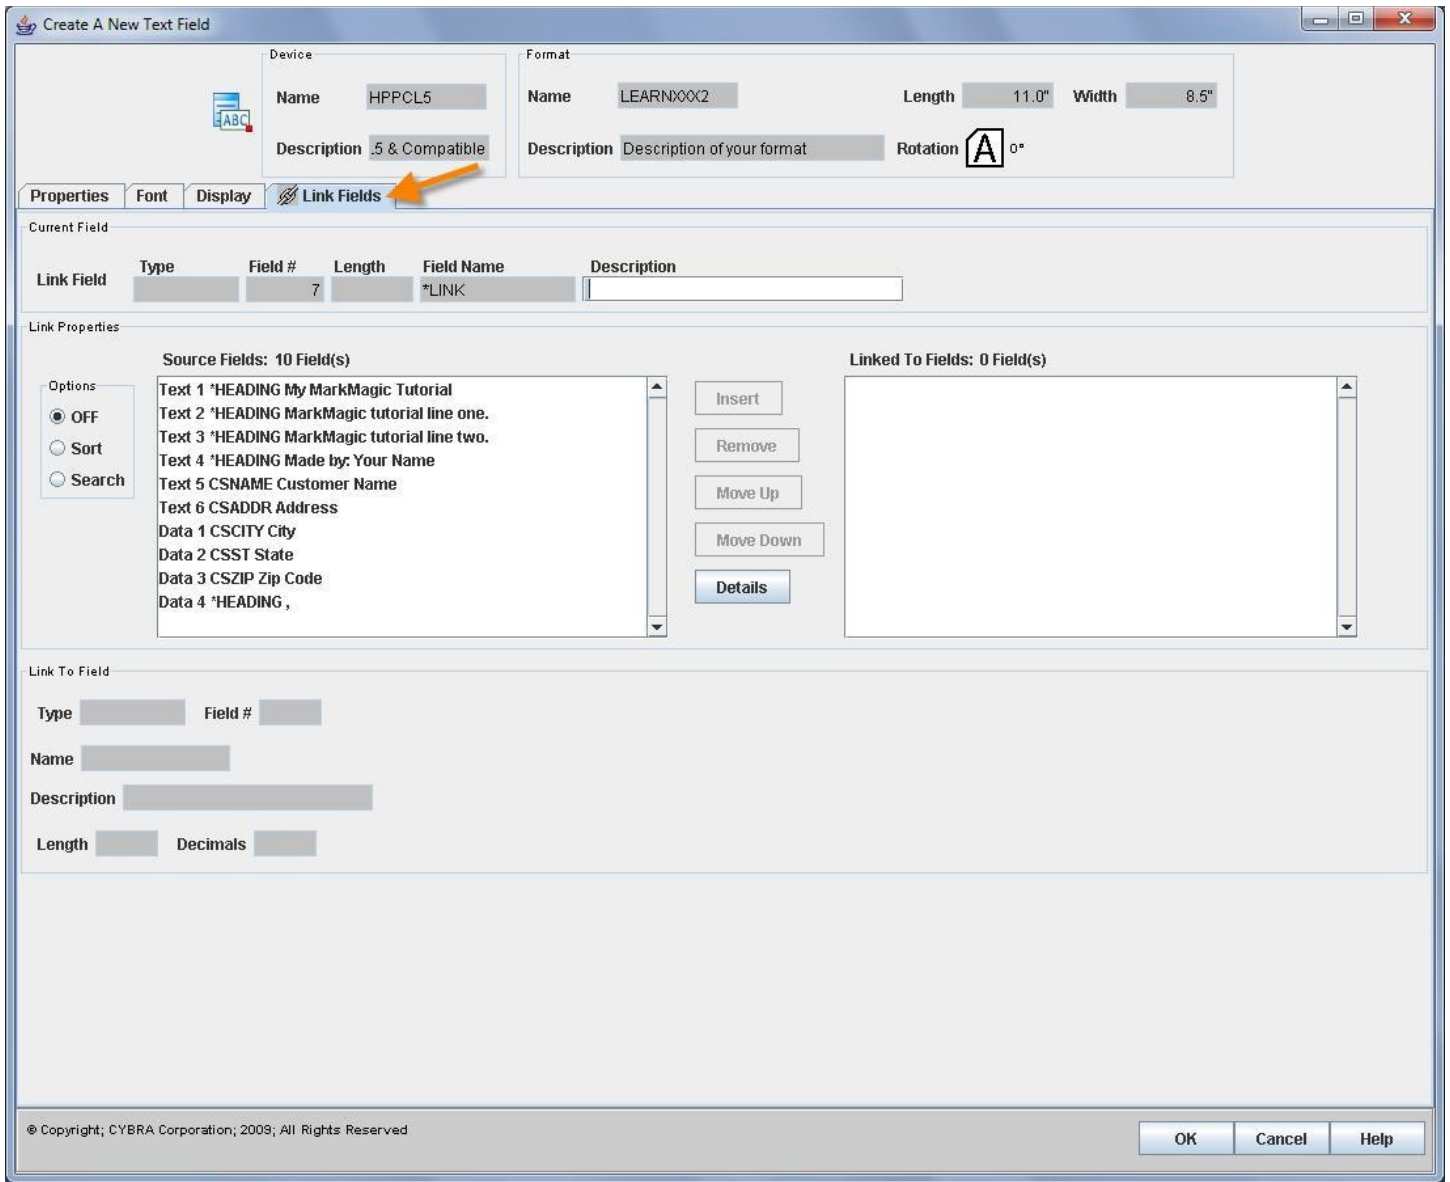 Create A New Text Field
Device
Name HPPCL5
Description .5 & Compatible
Format
Name LEARNXXX2 Length 11.0" Width 8.5"
Description Description of your format Rotation A 0°
ABC
Properties Font Display Link Fields
Current Field
Type Field # Length Field Name Description
Link Field 7 *LINK
Link Properties
Source Fields: 10 Field(s)
Linked To Fields: 0 Field(s)
Options
OFF
Sort
Search
Text 1 *HEADING My MarkMagic Tutorial
Text 2 *HEADING MarkMagic tutorial line one.
Text 3 *HEADING MarkMagic tutorial line two.
Text 4 *HEADING Made by: Your Name
Text 5 CSNAME Customer Name
Text 6 CSADDR Address
Data 1 CSCITY City
Data 2 CSST State
Data 3 CSZIP Zip Code
Data 4 *HEADING ,
Insert
Remove
Move Up
Move Down
Details
Link To Field
Type Field #
Name
Description
Length Decimals
© Copyright; CYBRA Corporation; 2009; All Rights Reserved
OK Cancel Help